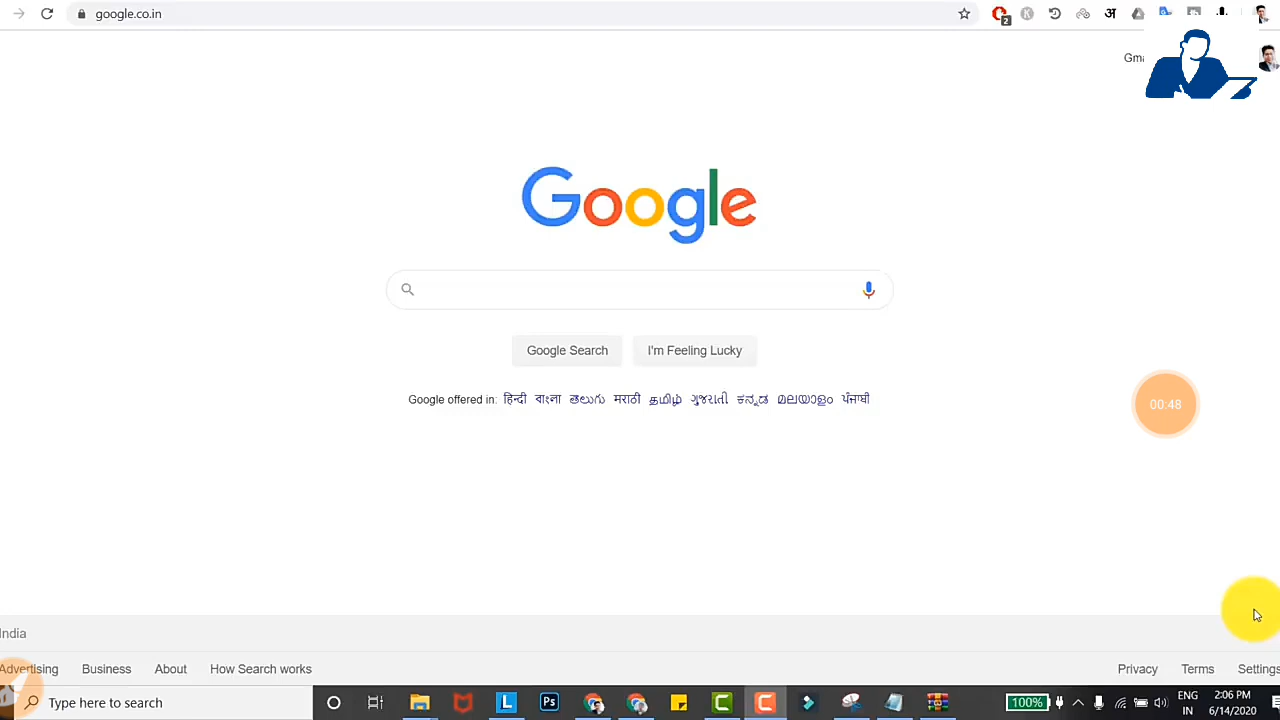 google.co.in
2
Google
Google Search
I'm Feeling Lucky
Google offered in: हिन्दी বাংলা తెలుగు मराठी தமிழ் ગુજરાતી ಕನ್ನಡ മലയാളം ਪੰਜਾਬੀ
00:48
India
Advertising Business About How Search works
Privacy Terms Settings
Type here to search
L
Ps
100%
ENG
IN
2:06 PM
6/14/2020